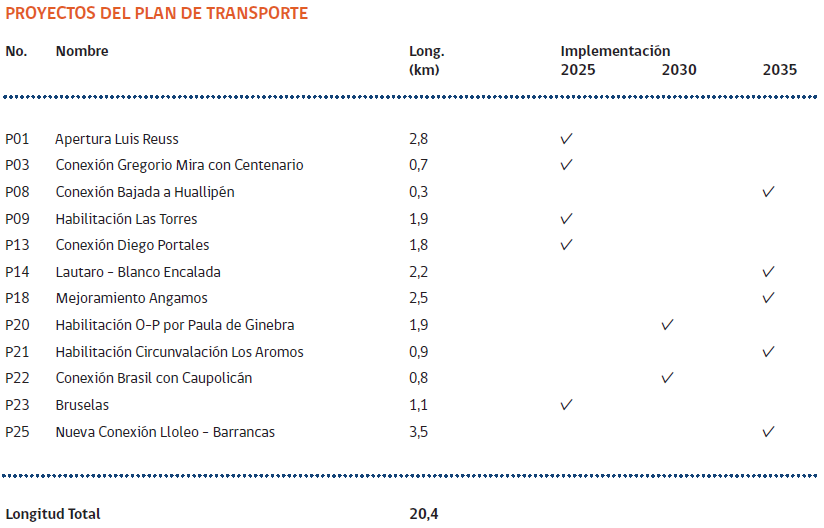 PROYECTOS DEL PLAN DE TRANSPORTE
No. Nombre Long. Implementación
(km) 2025 2030 2035
P01 Apertura Luis Reuss 2,8 ✓
P03 Conexión Gregorio Mira con Centenario 0,7 ✓
P08 Conexión Bajada a Huallipén 0,3 ✓
P09 Habilitación Las Torres 1,9 ✓
P13 Conexión Diego Portales 1,8 ✓
P14 Lautaro – Blanco Encalada 2,2 ✓
P18 Mejoramiento Angamos 2,5 ✓
P20 Habilitación O-P por Paula de Ginebra 1,9 ✓
P21 Habilitación Circunvalación Los Aromos 0,9 ✓
P22 Conexión Brasil con Caupolicán 0,8 ✓
P23 Bruselas 1,1 ✓
P25 Nueva Conexión Lloleo – Barrancas 3,5 ✓
Longitud Total 20,4